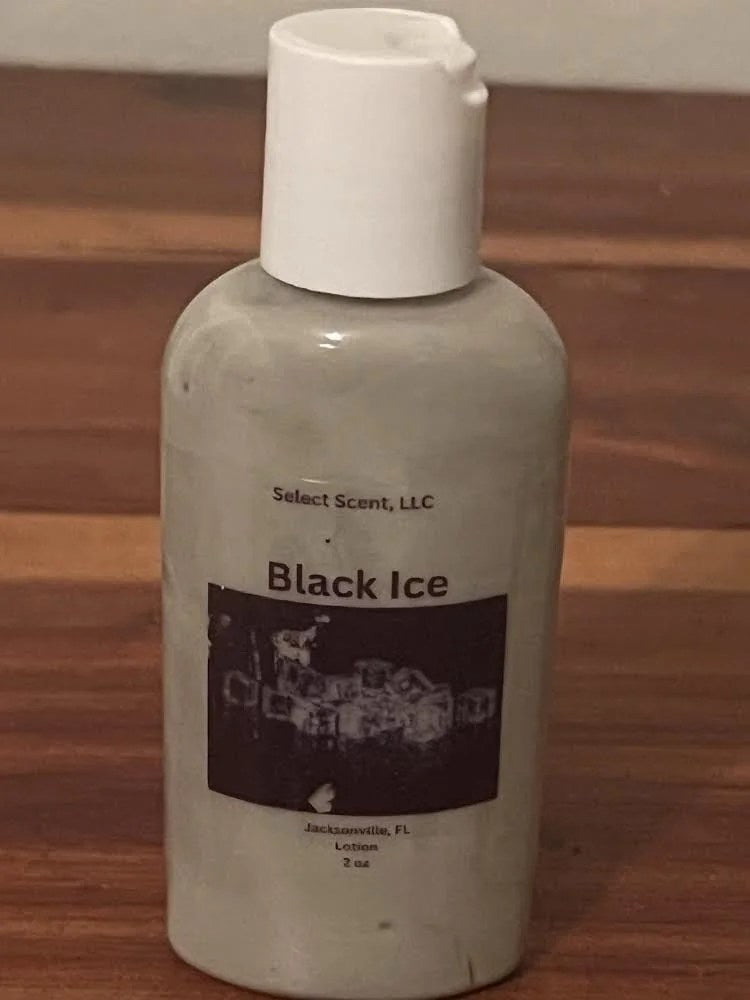 Select Scent, LLC
Black Ice
Jacksonville, FL
Lotion
2 oz